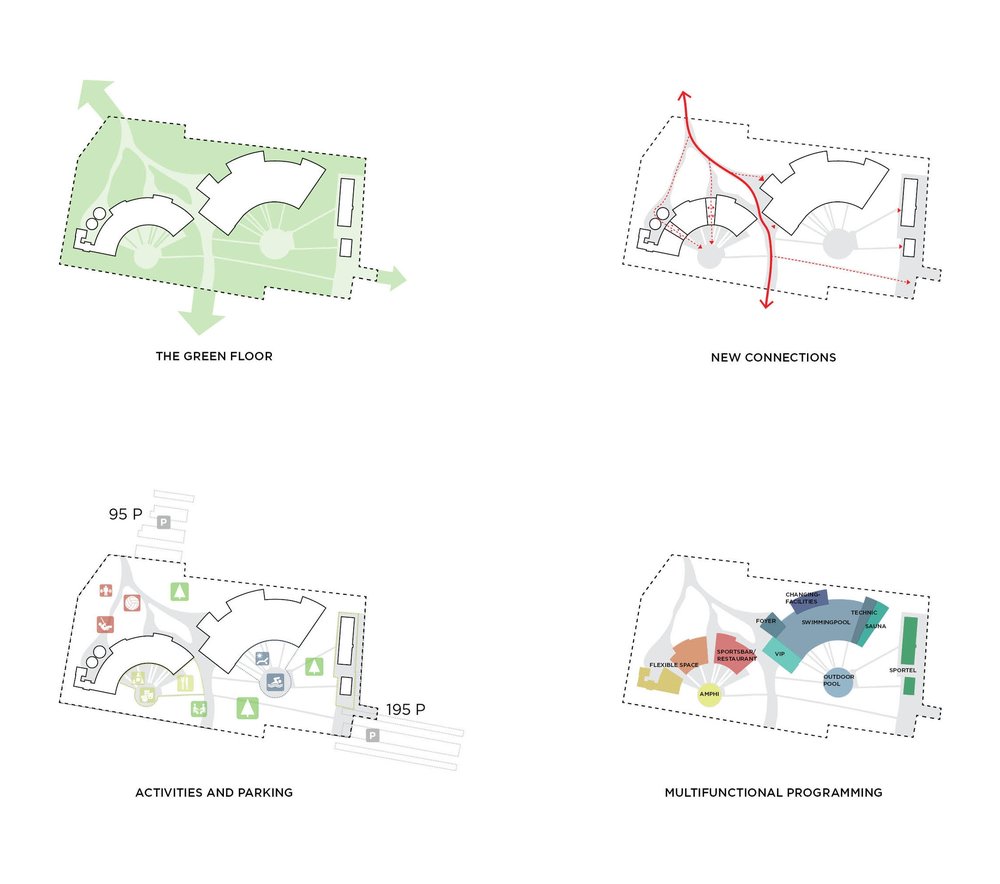 THE GREEN FLOOR
NEW CONNECTIONS
95 P
P
195 P
P
ACTIVITIES AND PARKING
CHANGING-
FACILITIES
TECHNIC
FOYER
SWIMMINGPOOL
SAUNA
SPORTSBAR/
RESTAURANT
VIP
FLEXIBLE SPACE
SPORTEL
OUTDOOR
POOL
AMPHI
MULTIFUNCTIONAL PROGRAMMING